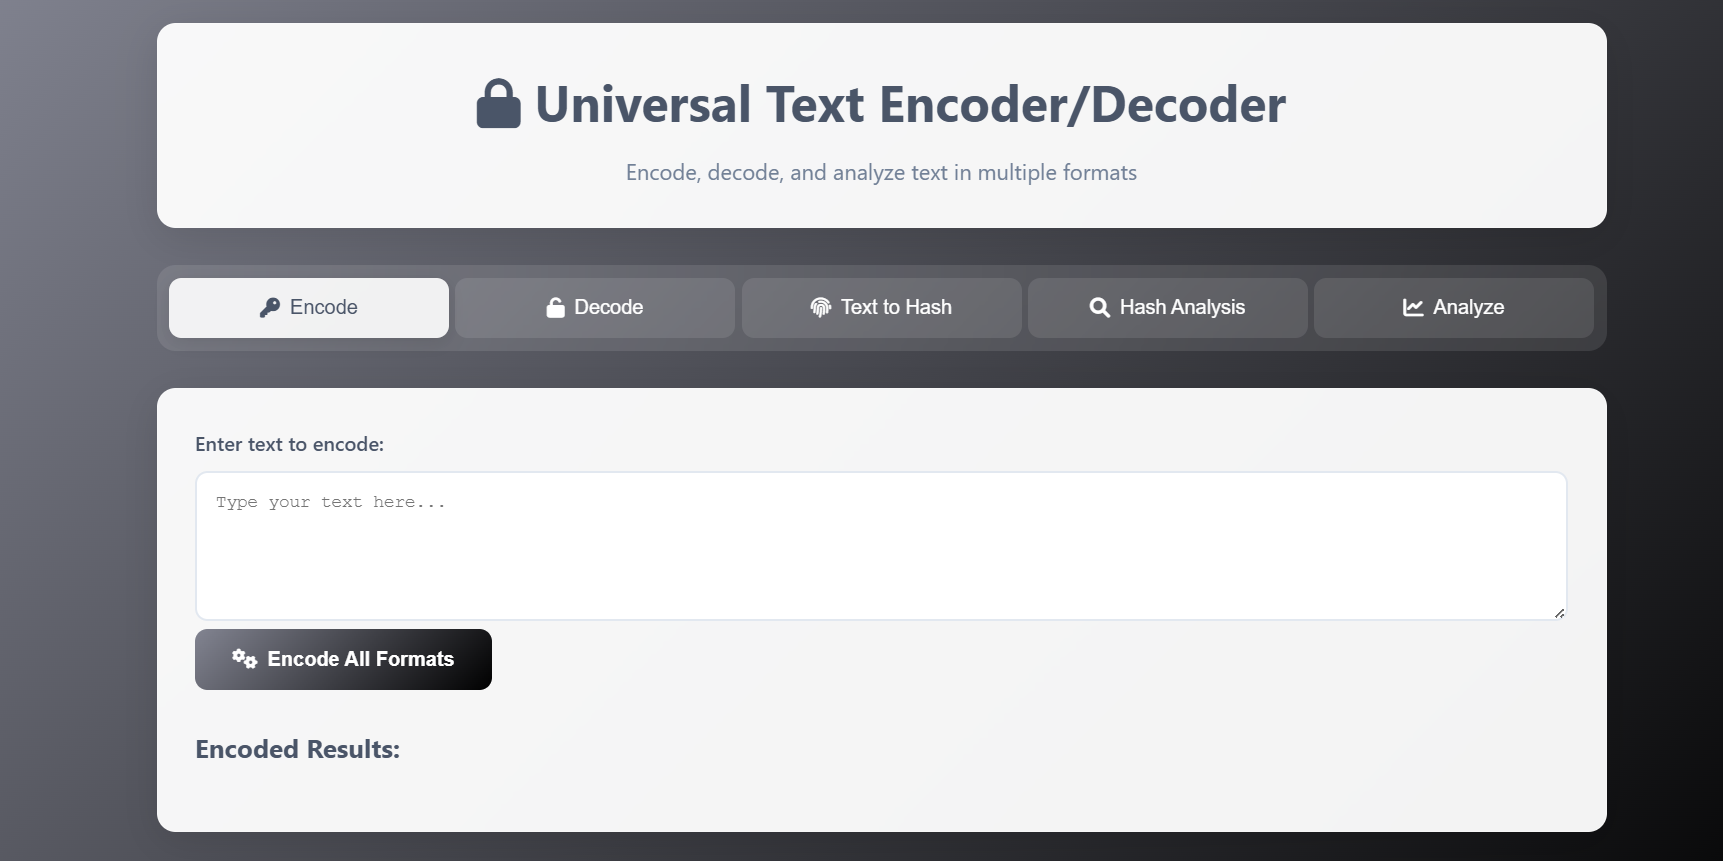 Universal Text Encoder/Decoder
Encode, decode, and analyze text in multiple formats
Encode
Decode
Text to Hash
Hash Analysis
Analyze
Enter text to encode:
Type your text here...
Encode All Formats
Encoded Results: